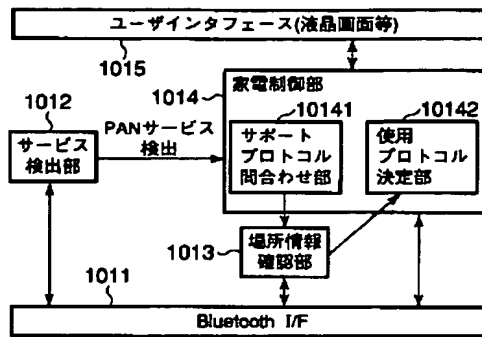 ユーザインタフェース(液晶画面等)
1015
1012
サービス
検出部
PANサービス
検出
1014
家電制御部
10141
サポート
プロトコル
問合わせ部
10142
使用
プロトコル
決定部
1013
場所情報
確認部
1011
Bluetooth I/F